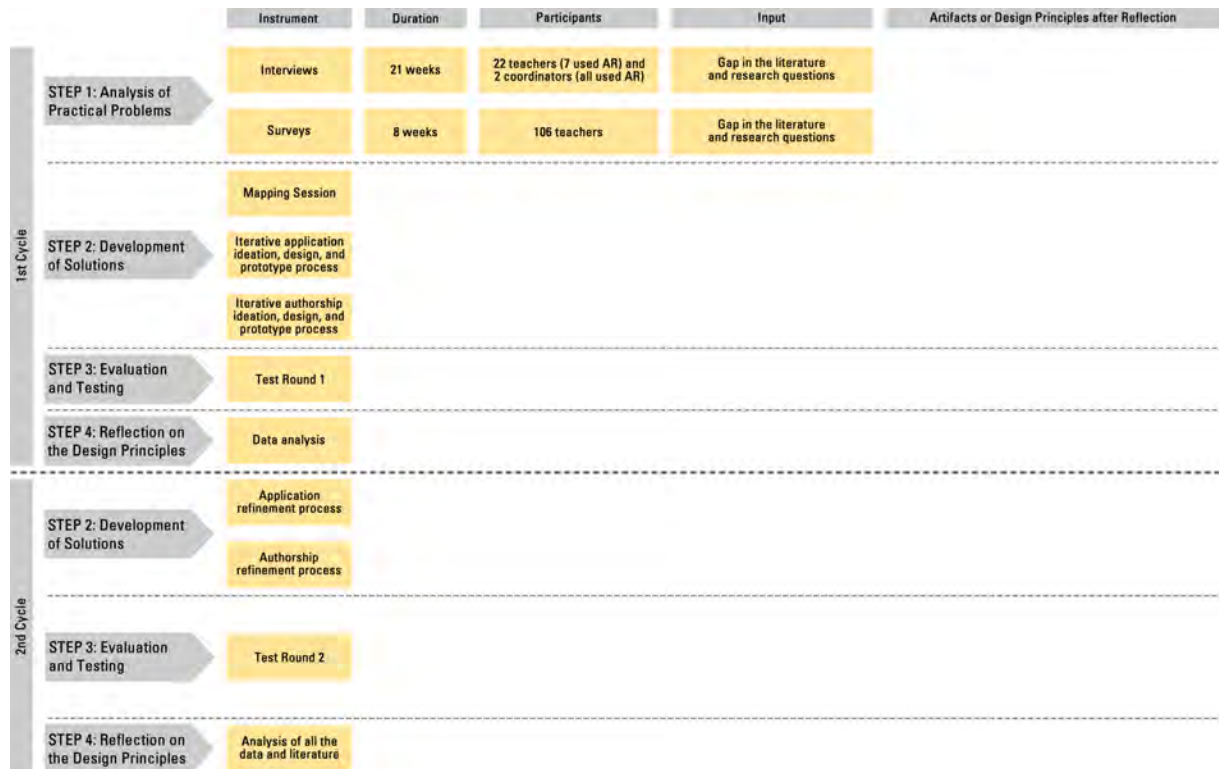 Instrument
Duration
Participants
Input
Artifacts or Design Principles after Reflection
1st Cycle
STEP 1: Analysis of
Practical Problems
Interviews
21 weeks
22 teachers (7 used AR) and
2 coordinators (all used AR)
Gap in the literature
and research questions
Surveys
8 weeks
106 teachers
Gap in the literature
and research questions
STEP 2: Development
of Solutions
Mapping Session
Iterative application
ideation, design, and
prototype process
Iterative authorship
ideation, design, and
prototype process
STEP 3: Evaluation
and Testing
Test Round 1
STEP 4: Reflection on
the Design Principles
Data analysis
2nd Cycle
STEP 2: Development
of Solutions
Application
refinement process
Authorship
refinement process
STEP 3: Evaluation
and Testing
Test Round 2
STEP 4: Reflection on
the Design Principles
Analysis of all the
data and literature